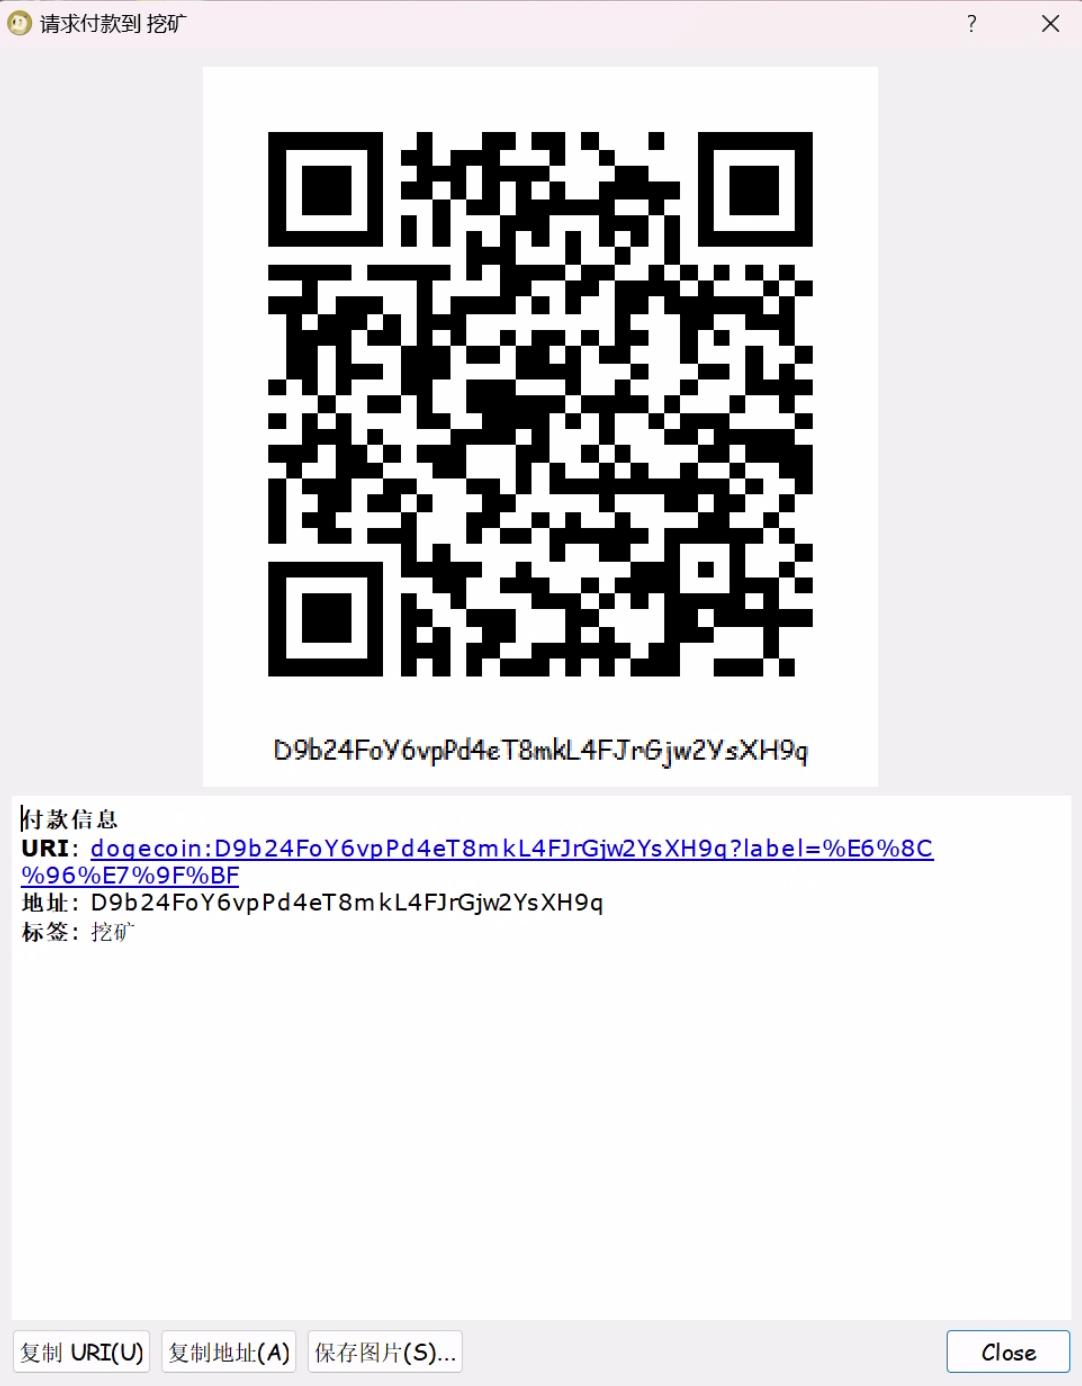 请求付款到 挖矿
?
D9b24FoY6vpPd4eT8mkL4FJrGjw2YsXH9q
付款信息
URI: dogecoin:D9b24FoY6vpPd4eT8mkL4FJrGjw2YsXH9q?label=%E6%8C
%96%E7%9F%BF
地址: D9b24FoY6vpPd4eT8mkL4FJrGjw2YsXH9q
标签: 挖矿
复制 URI(U) 复制地址(A) 保存图片(S)... Close